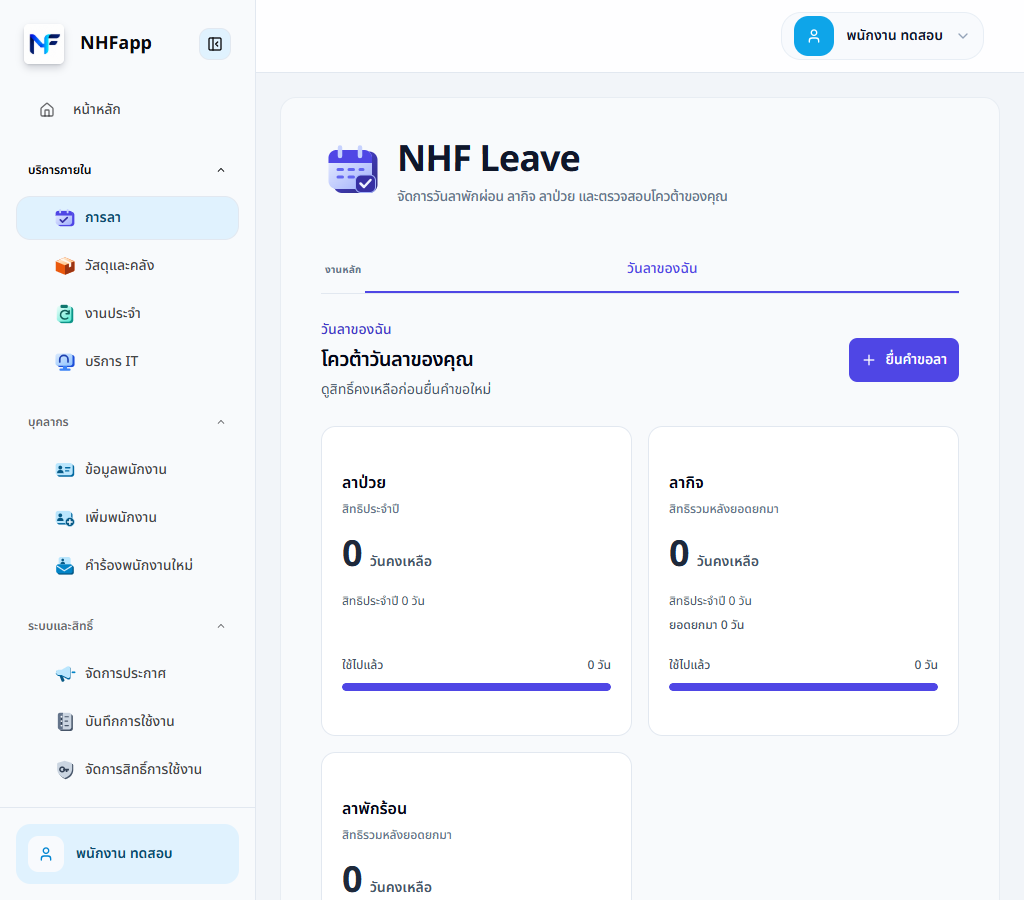 NHFapp
พนักงาน ทดสอบ
หน้าหลัก
บริการภายใน
การลา
วัสดุและคลัง
งานประจำ
บริการ IT
บุคลากร
ข้อมูลพนักงาน
เพิ่มพนักงาน
คำร้องพนักงานใหม่
ระบบและสิทธิ์
จัดการประกาศ
บันทึกการใช้งาน
จัดการสิทธิ์การใช้งาน
พนักงาน ทดสอบ
NHF Leave
จัดการวันลาพักผ่อน ลากิจ ลาป่วย และตรวจสอบโควต้าของคุณ
งานหลัก
วันลาของฉัน
วันลาของฉัน
โควต้าวันลาของคุณ
ดูสิทธิ์คงเหลือก่อนยื่นคำขอใหม่
ยื่นคำขอลา
ลาป่วย
สิทธิประจำปี
0 วันคงเหลือ
สิทธิประจำปี 0 วัน
ใช้ไปแล้ว 0 วัน
ลากิจ
สิทธิรวมหลังยอดยกมา
0 วันคงเหลือ
สิทธิประจำปี 0 วัน
ยอดยกมา 0 วัน
ใช้ไปแล้ว 0 วัน
ลาพักร้อน
สิทธิรวมหลังยอดยกมา
0 วันคงเหลือ